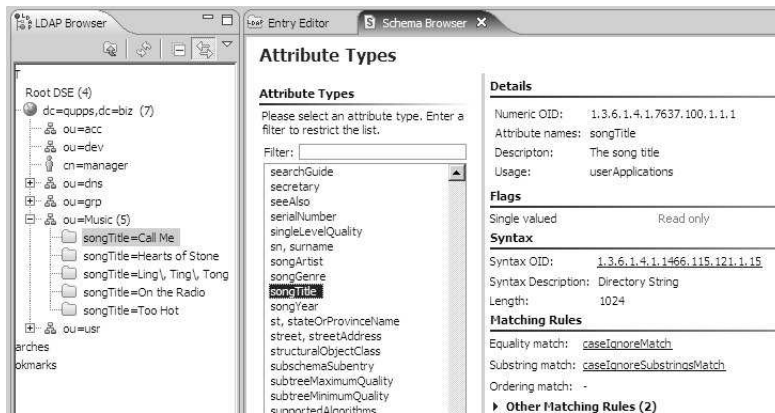 LDAP Browser
T
Root DSE (4)
dc=qupps,dc=biz (7)
ou=acc
ou=dev
cn=manager
ou=dns
ou=grp
ou=Music (5)
songTitle=Call Me
songTitle=Hearts of Stone
songTitle=Ling\, Ting\, Tong
songTitle=On the Radio
songTitle=Too Hot
ou=usr
arches
okmarks
Entry Editor
Schema Browser
Attribute Types
Attribute Types
Please select an attribute type. Enter a
filter to restrict the list.
Filter:
searchGuide
secretary
seeAlso
serialNumber
singleLevelQuality
sn, surname
songArtist
songGenre
songTitle
songYear
st, stateOrProvinceName
street, streetAddress
structuralObjectClass
subschemaSubentry
subtreeMaximumQuality
subtreeMinimumQuality
supportedAlgorithms
Details
Numeric OID: 1.3.6.1.4.1.7637.100.1.1.1
Attribute names: songTitle
Descripton: The song title
Usage: userApplications
Flags
Single valued Read only
Syntax
Syntax OID: 1.3.6.1.4.1.1466.115.121.1.15
Syntax Description: Directory String
Length: 1024
Matching Rules
Equality match: caseIgnoreMatch
Substring match: caseIgnoreSubstringsMatch
Ordering match: -
Other Matching Rules (2)